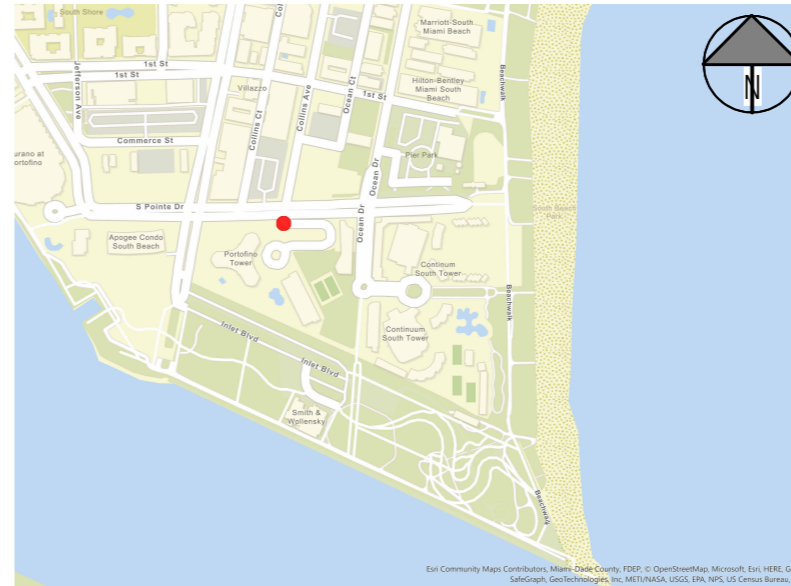 South Shore
Marriott-South
Miami Beach
1st St
1st St
Jefferson Ave
Villazzo
Collins Ave
Collins Ct
Ocean Ct
1st St
Hilton-Bentley
Miami South
Beach
Beachwalk
N
Commerce St
Pier Park
Ocean Dr
S Pointe Dr
South Beach
Park
Apogee Condo
South Beach
Portofino
Tower
Ocean Dr
Continum
South Tower
Beachwalk
Inlet Blvd
Continuum
South Tower
Inlet Blvd
Smith &
Wollensky
Beachwalk
Esri Community Maps Contributors, Miami-Dade County, FDEP, © OpenStreetMap, Microsoft, Esri, HERE, G
SafeGraph, GeoTechnologies, Inc, METI/NASA, USGS, EPA, NPS, US Census Bureau,